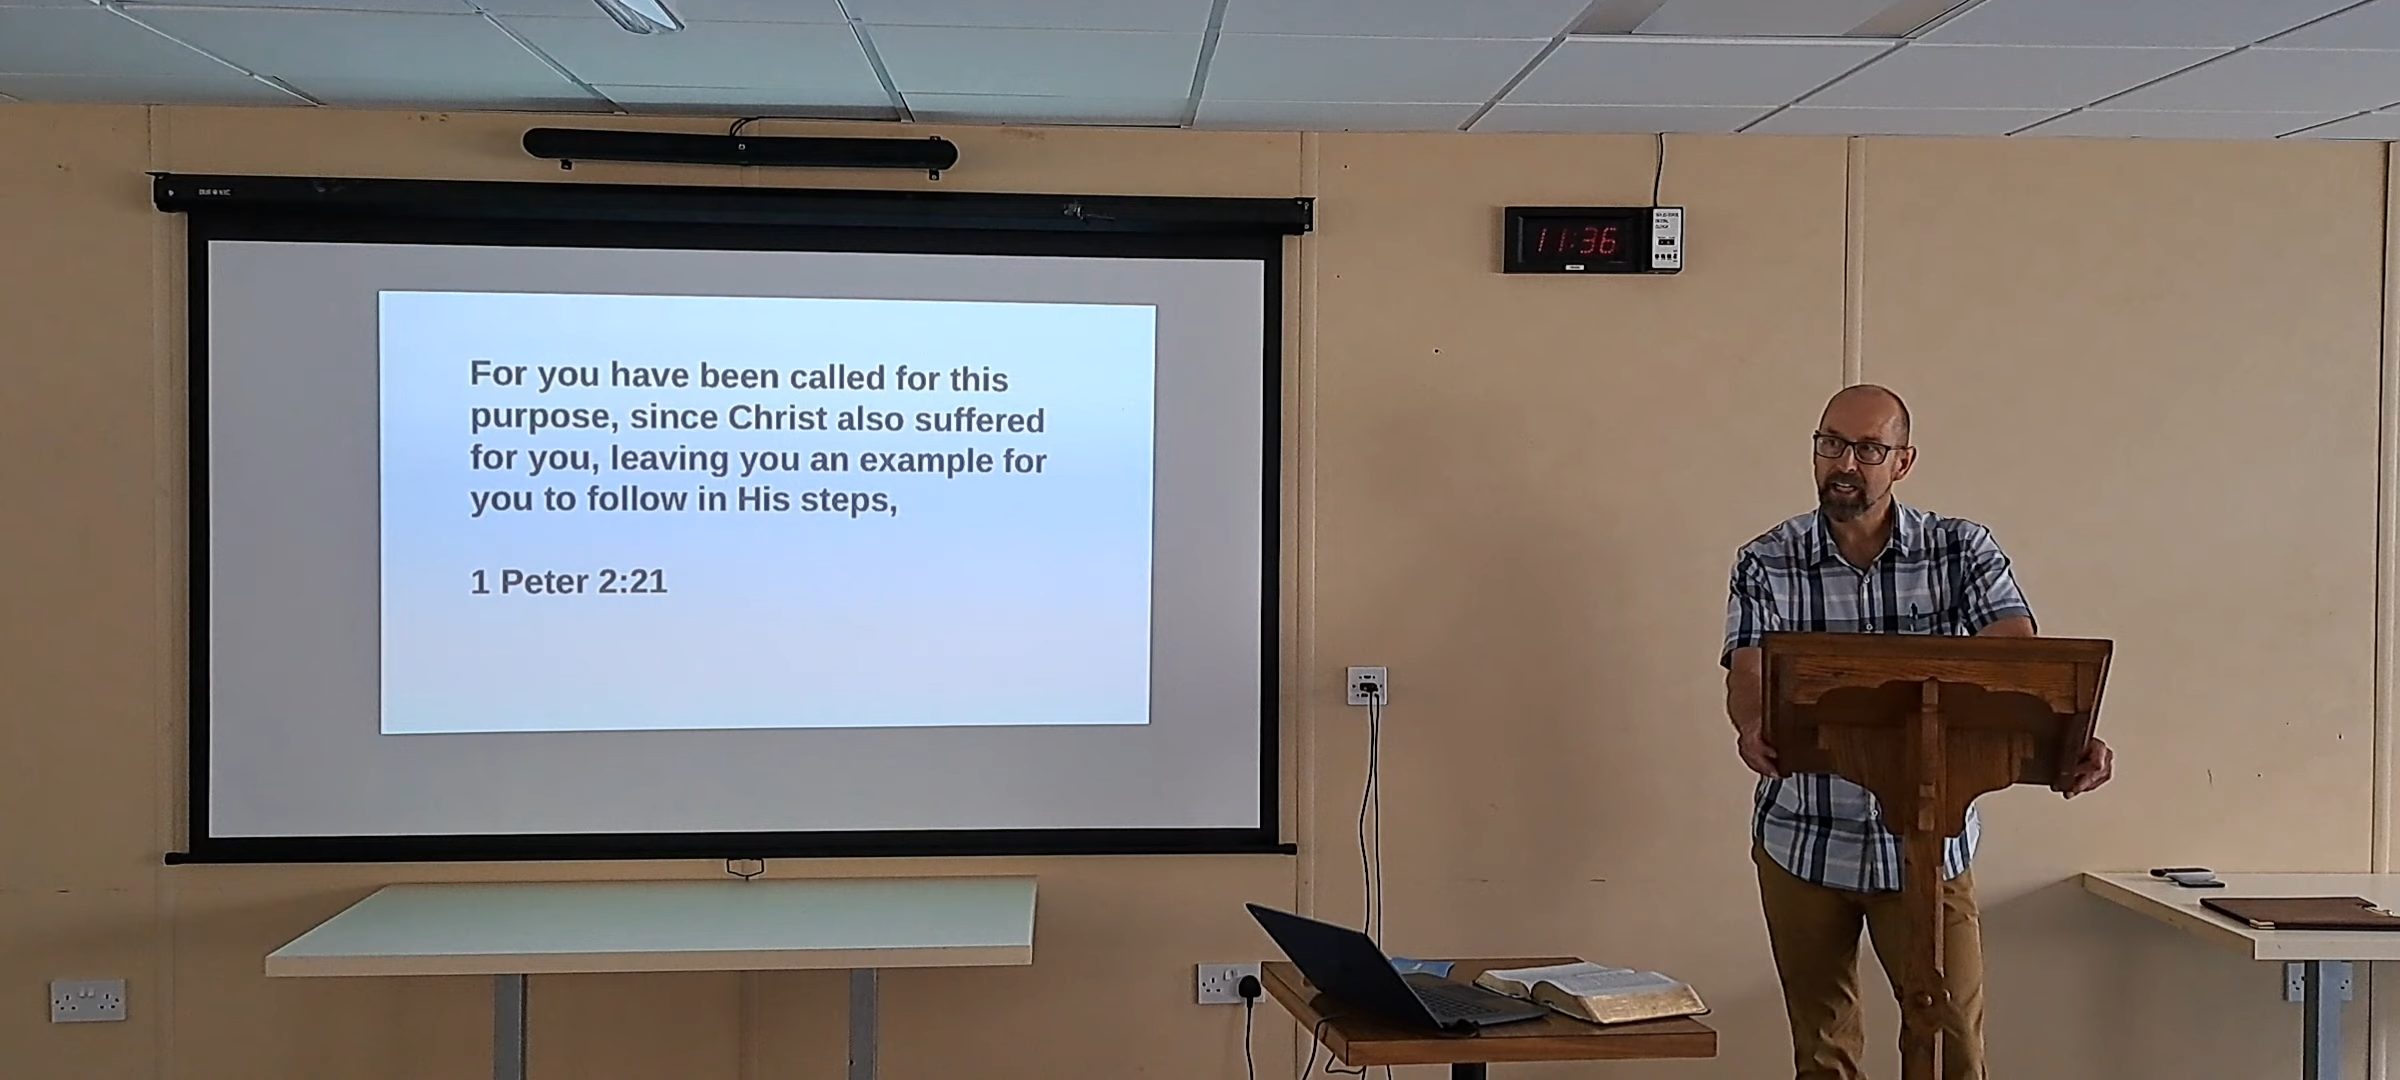 For you have been called for this
purpose, since Christ also suffered
for you, leaving you an example for
you to follow in His steps,
1 Peter 2:21
11:36